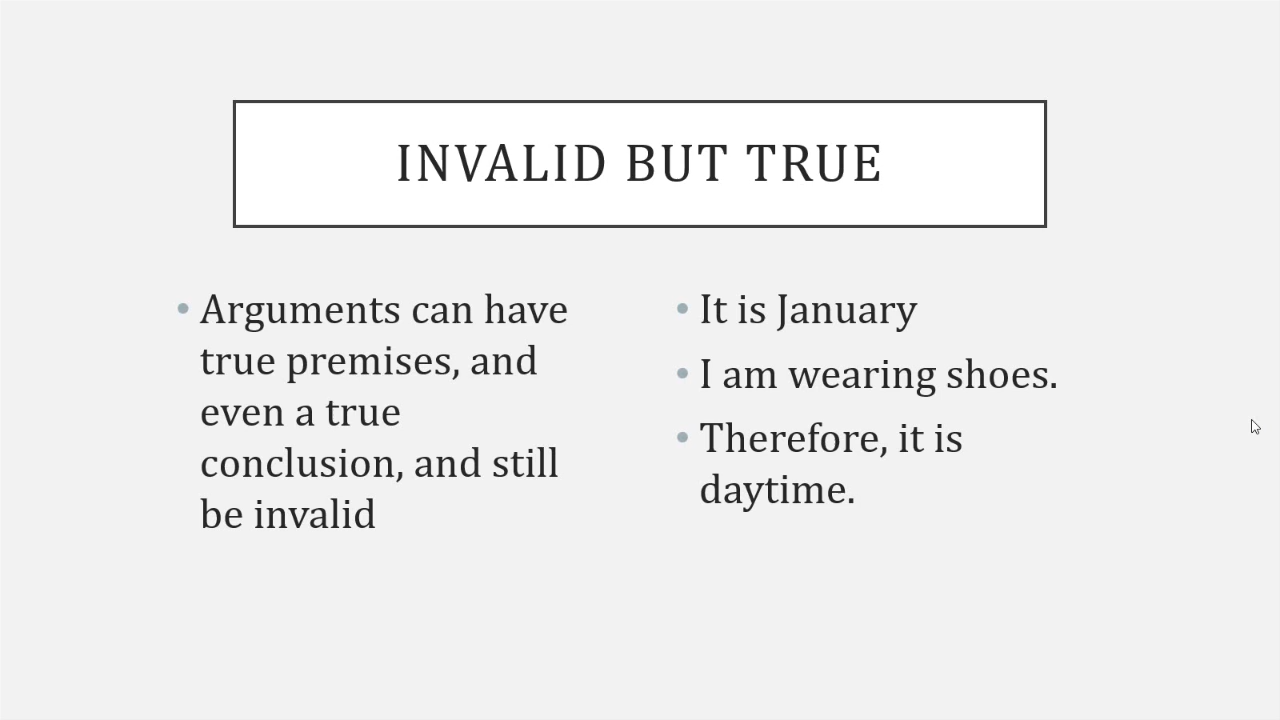 INVALID BUT TRUE
• Arguments can have
true premises, and
even a true
conclusion, and still
be invalid
• It is January
• I am wearing shoes.
• Therefore, it is
daytime.